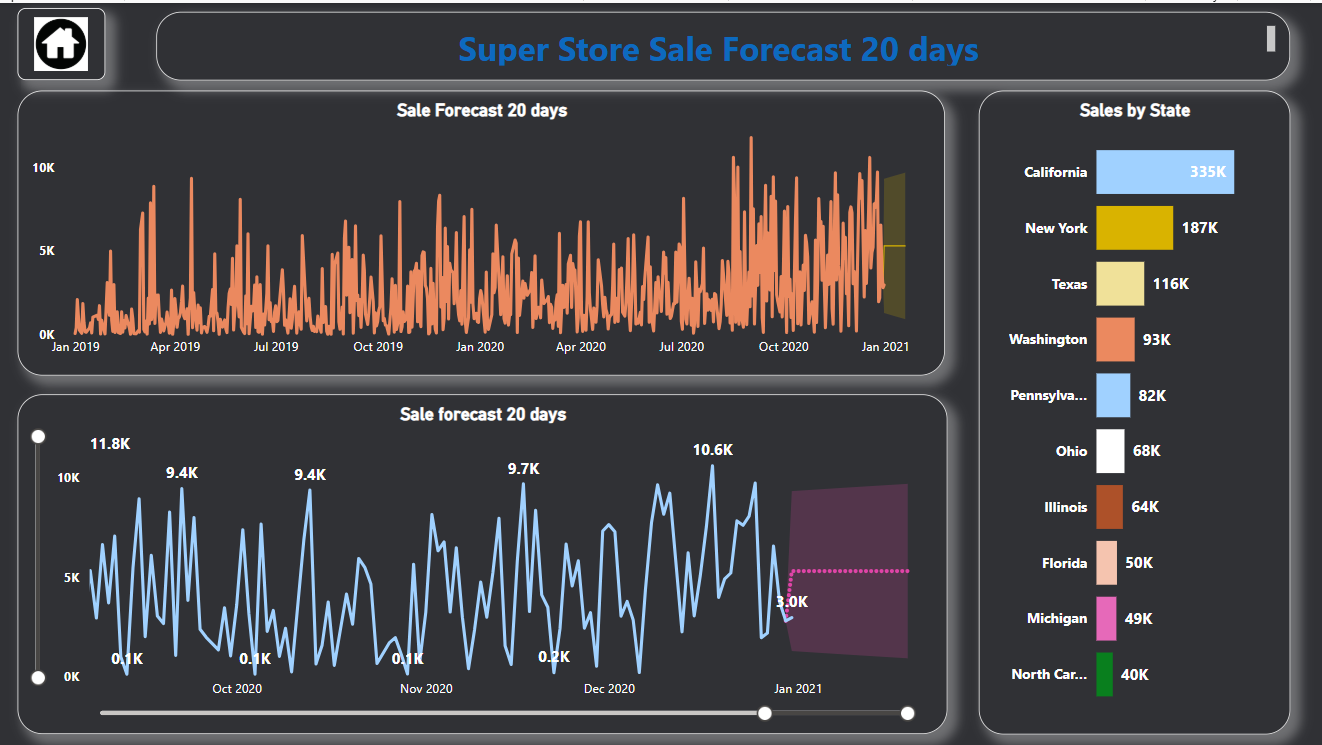 Super Store Sale Forecast 20 days
Sale Forecast 20 days
10K
5K
0K
Jan 2019 Apr 2019 Jul 2019 Oct 2019 Jan 2020 Apr 2020 Jul 2020 Oct 2020 Jan 2021
Sale forecast 20 days
11.8K
9.4K 9.4K 9.7K 10.6K
10K
5K
3.0K
0.1K 0.1K 0.1K 0.2K
0K
Oct 2020 Nov 2020 Dec 2020 Jan 2021
Sales by State
California 335K
New York 187K
Texas 116K
Washington 93K
Pennsylva... 82K
Ohio 68K
Illinois 64K
Florida 50K
Michigan 49K
North Car... 40K